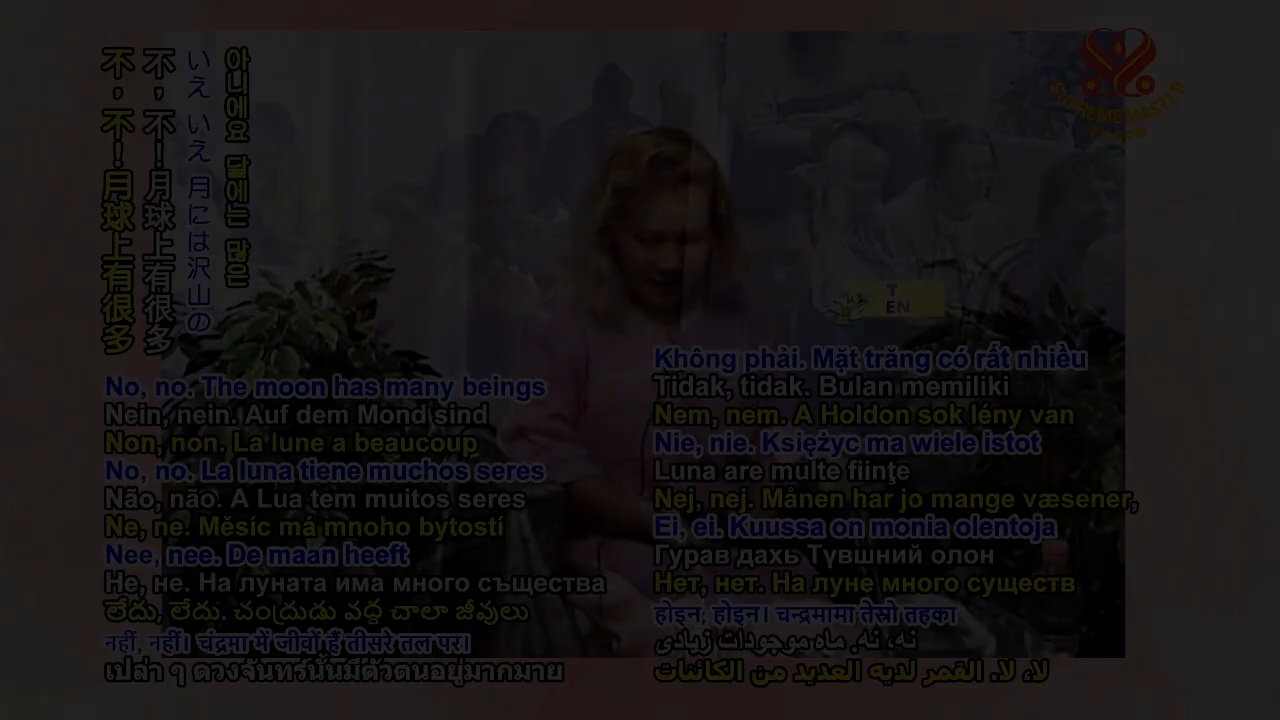 不，不！月球上有很多
不，不！月球上有很多
いえ いえ 月には沢山の
아니에요 달에는 많은
SUPREME MASTER
TV.com
T
EN
No, no. The moon has many beings
Nein, nein. Auf dem Mond sind
Non, non. La lune a beaucoup
No, no. La luna tiene muchos seres
Não, não. A Lua tem muitos seres
Ne, ne. Měsíc má mnoho bytostí
Nee, nee. De maan heeft
Не, не. На луната има много същества
లేదు, లేదు. చంద్రుడు వద్ద చాలా జీవులు
नहीं, नहीं। चंद्रमा में जीवों हैं तीसरे तल पर।
เปล่า ๆ ดวงจันทร์นั้นมีตัวตนอยู่มากมาย
Không phải. Mặt trăng có rất nhiều
Tidak, tidak. Bulan memiliki
Nem, nem. A Holdon sok lény van
Nie, nie. Księżyc ma wiele istot
Luna are multe fiinţe
Nej, nej. Månen har jo mange væsener,
Ei, ei. Kuussa on monia olentoja
Гурав дахь Түвшний олон
Нет, нет. На луне много существ
होइन, होइन। चन्द्रमामा तेस्रो तहका
نه، نه. ماه موجودات زیادی
لا، لا. القمر لديه العديد من الكائنات